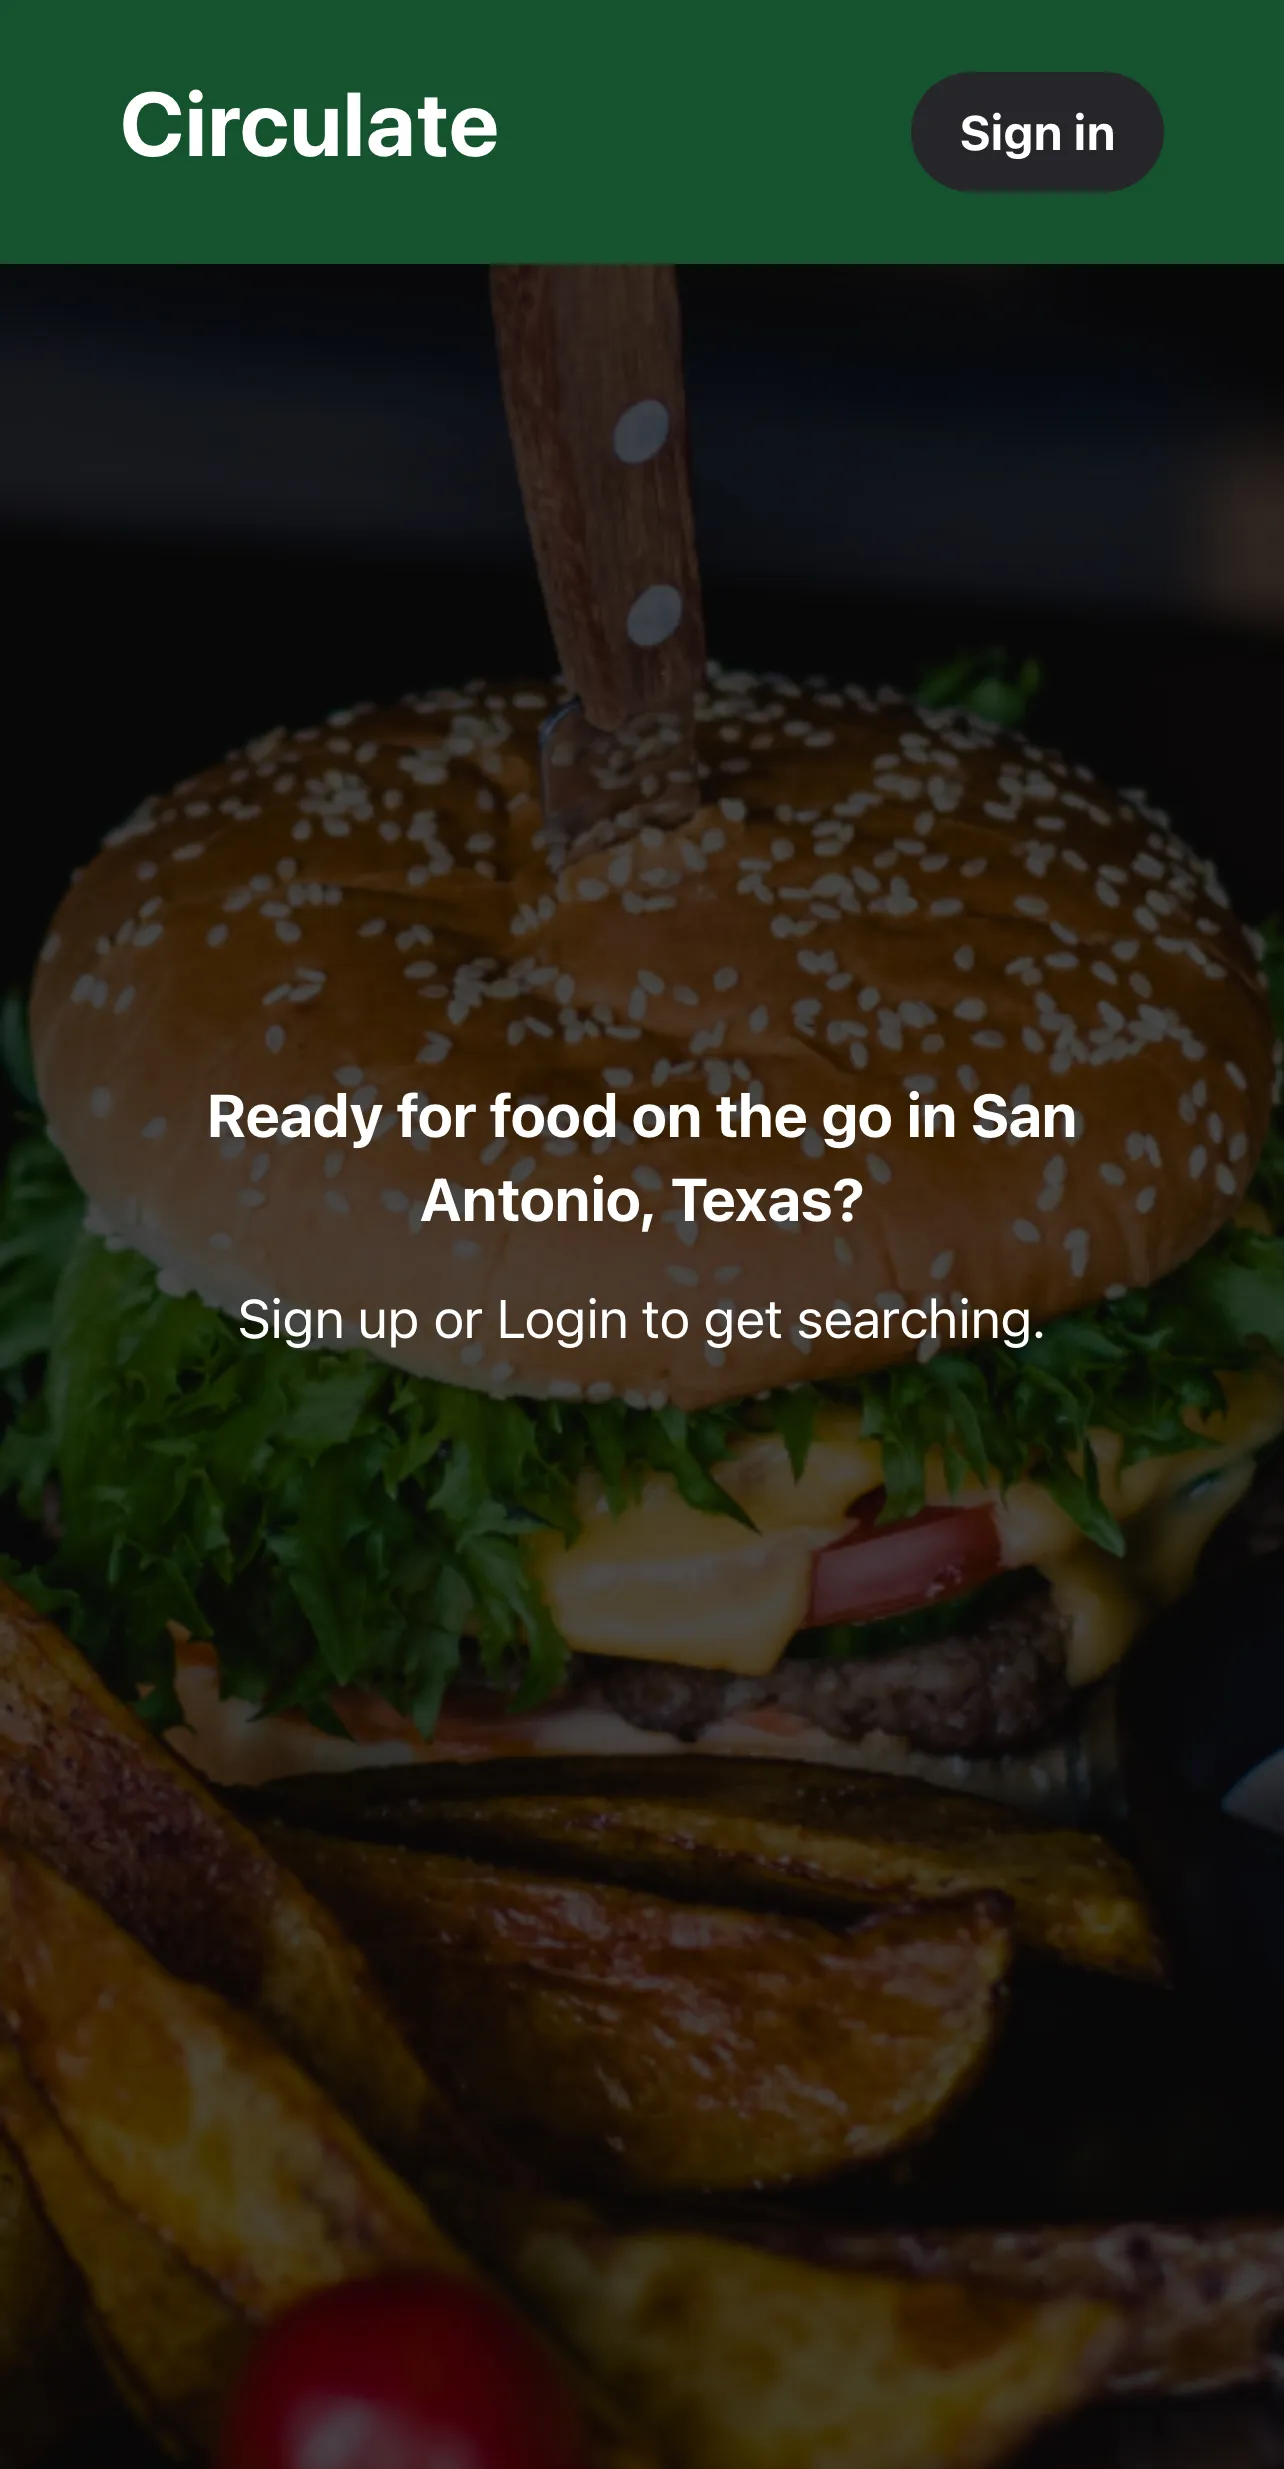 Circulate
Sign in
Ready for food on the go in San
Antonio, Texas?
Sign up or Login to get searching.